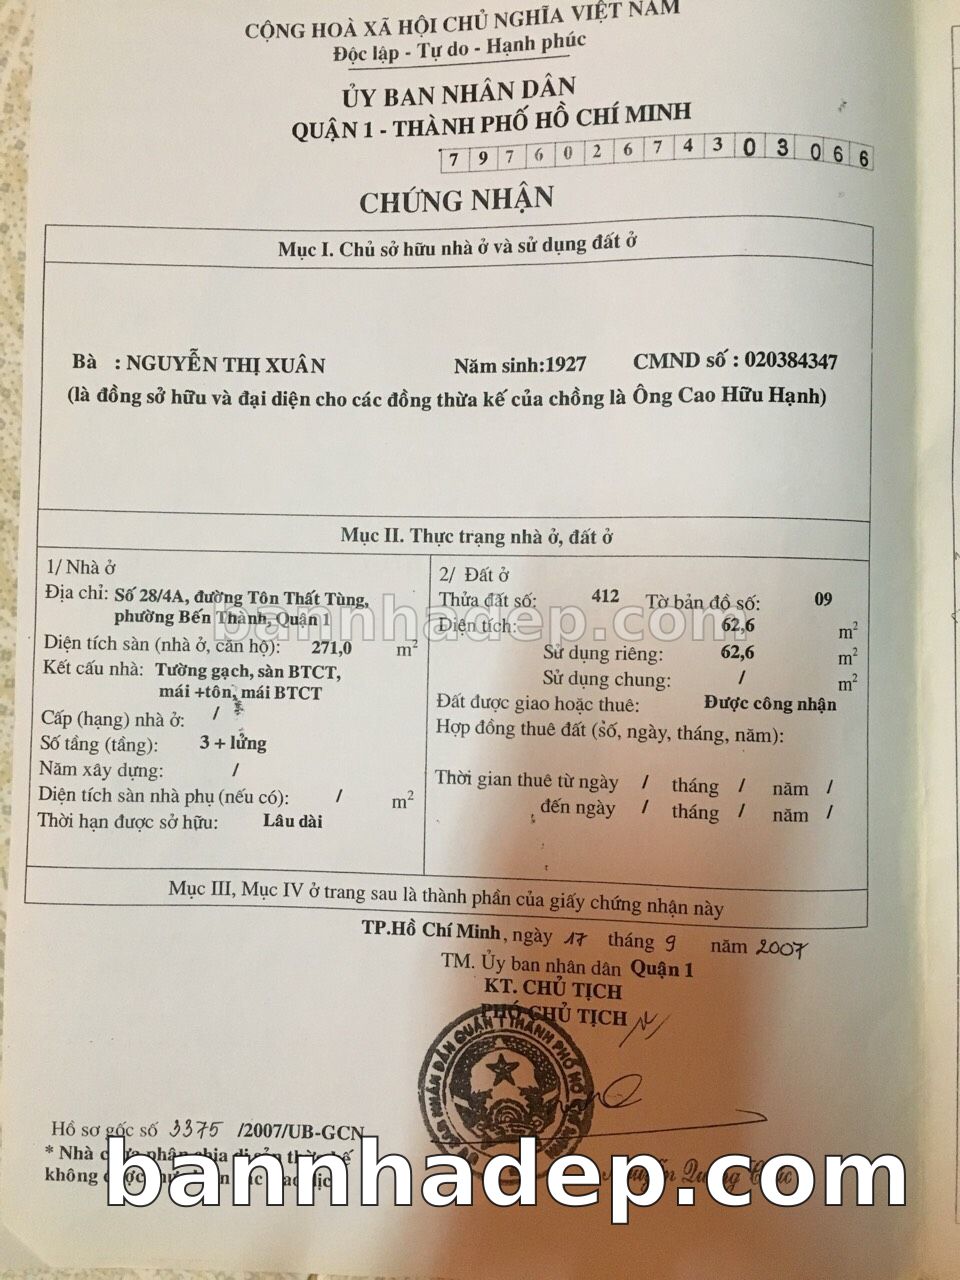 CỘNG HOÀ XÃ HỘI CHỦ NGHĨA VIỆT NAM
Độc lập - Tự do - Hạnh phúc
ỦY BAN NHÂN DÂN
QUẬN 1 - THÀNH PHỐ HỒ CHÍ MINH
7 9 7 6 0 2 6 7 4 3 0 3 0 6 6
CHỨNG NHẬN
Mục I. Chủ sở hữu nhà ở và sử dụng đất ở
Bà : NGUYỄN THỊ XUÂN Năm sinh:1927 CMND số : 020384347
(là đồng sở hữu và đại diện cho các đồng thừa kế của chồng là Ông Cao Hữu Hạnh)
Mục II. Thực trạng nhà ở, đất ở
1/ Nhà ở
Địa chỉ: Số 28/4A, đường Tôn Thất Tùng,
phường Bến Thành, Quận 1
Diện tích sàn (nhà ở, căn hộ): 271,0 m²
Kết cấu nhà: Tường gạch, sàn BTCT,
mái +tôn, mái BTCT
Cấp (hạng) nhà ở: /
Số tầng (tầng): 3 + lửng
Năm xây dựng: /
Diện tích sàn nhà phụ (nếu có): / m²
Thời hạn được sở hữu: Lâu dài
2/ Đất ở
Thửa đất số: 412 Tờ bản đồ số: 09
Diện tích: 62,6 m²
Sử dụng riêng: 62,6 m²
Sử dụng chung: / m²
Đất được giao hoặc thuê: Được công nhận
Hợp đồng thuê đất (số, ngày, tháng, năm):
Thời gian thuê từ ngày / tháng / năm /
đến ngày / tháng / năm /
bannhadep.com
Mục III, Mục IV ở trang sau là thành phần của giấy chứng nhận này
TP.Hồ Chí Minh, ngày 17 tháng 9 năm 2007
TM. Ủy ban nhân dân Quận 1
KT. CHỦ TỊCH
PHÓ CHỦ TỊCH
Hồ sơ gốc số 3375 /2007/UB-GCN
* Nhà chưa phân chia di sản thừa kế
không được
bannhadep.com